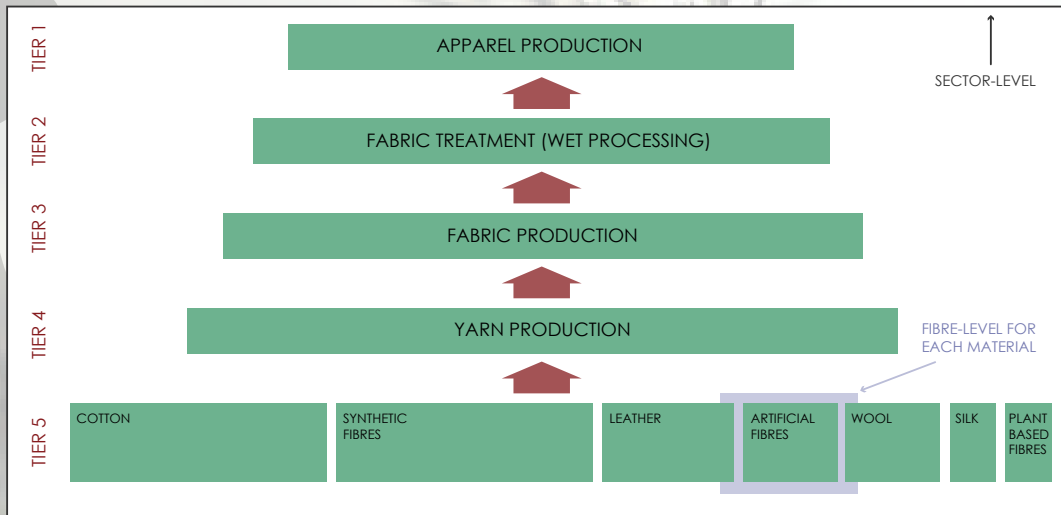 TIER 1
APPAREL PRODUCTION
SECTOR-LEVEL
TIER 2
FABRIC TREATMENT (WET PROCESSING)
TIER 3
FABRIC PRODUCTION
TIER 4
YARN PRODUCTION
FIBRE-LEVEL FOR
EACH MATERIAL
TIER 5
COTTON
SYNTHETIC
FIBRES
LEATHER
ARTIFICIAL
FIBRES
WOOL
SILK
PLANT
BASED
FIBRES